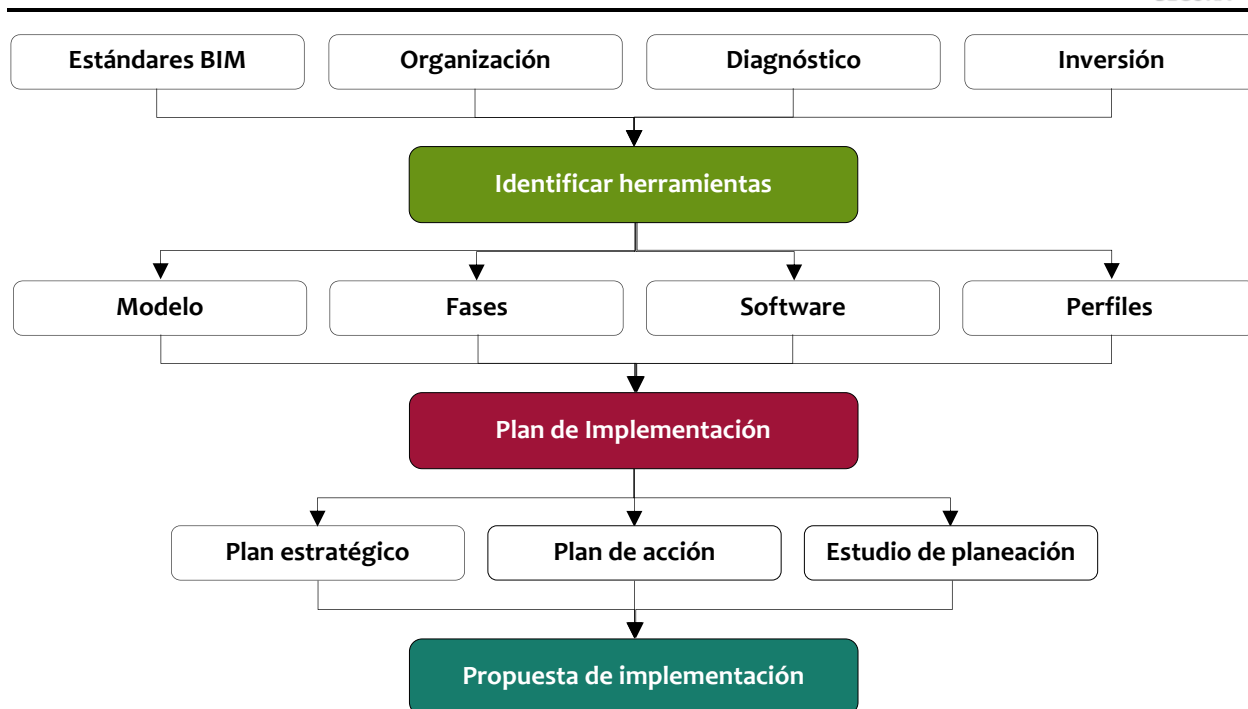 Estándares BIM
Organización
Diagnóstico
Inversión
Identificar herramientas
Modelo
Fases
Software
Perfiles
Plan de Implementación
Plan estratégico
Plan de acción
Estudio de planeación
Propuesta de implementación